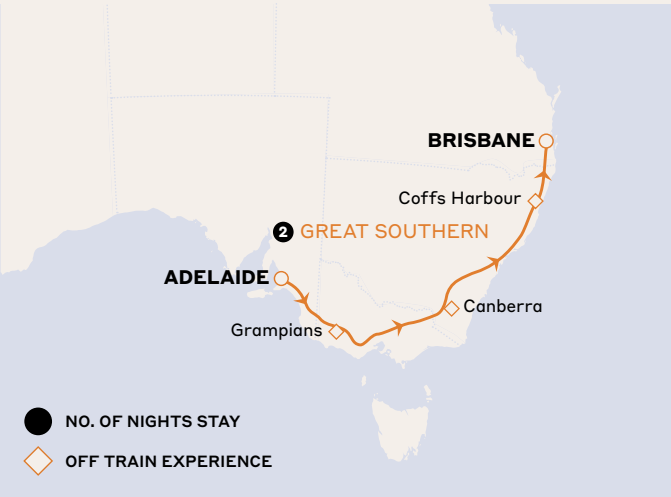 BRISBANE
Coffs Harbour
2 GREAT SOUTHERN
ADELAIDE
Canberra
Grampians
NO. OF NIGHTS STAY
OFF TRAIN EXPERIENCE